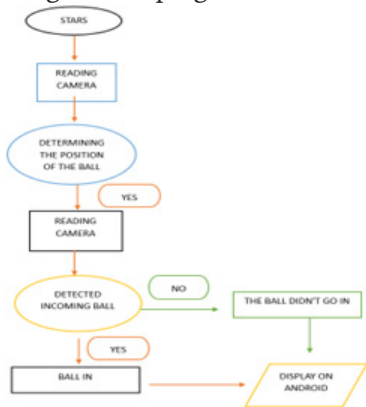 STARS
READING
CAMERA
DETERMINING
THE POSITION
OF THE BALL
YES
READING
CAMERA
DETECTED
INCOMING BALL
NO
THE BALL DIDN'T GO IN
YES
BALL IN
DISPLAY ON
ANDROID